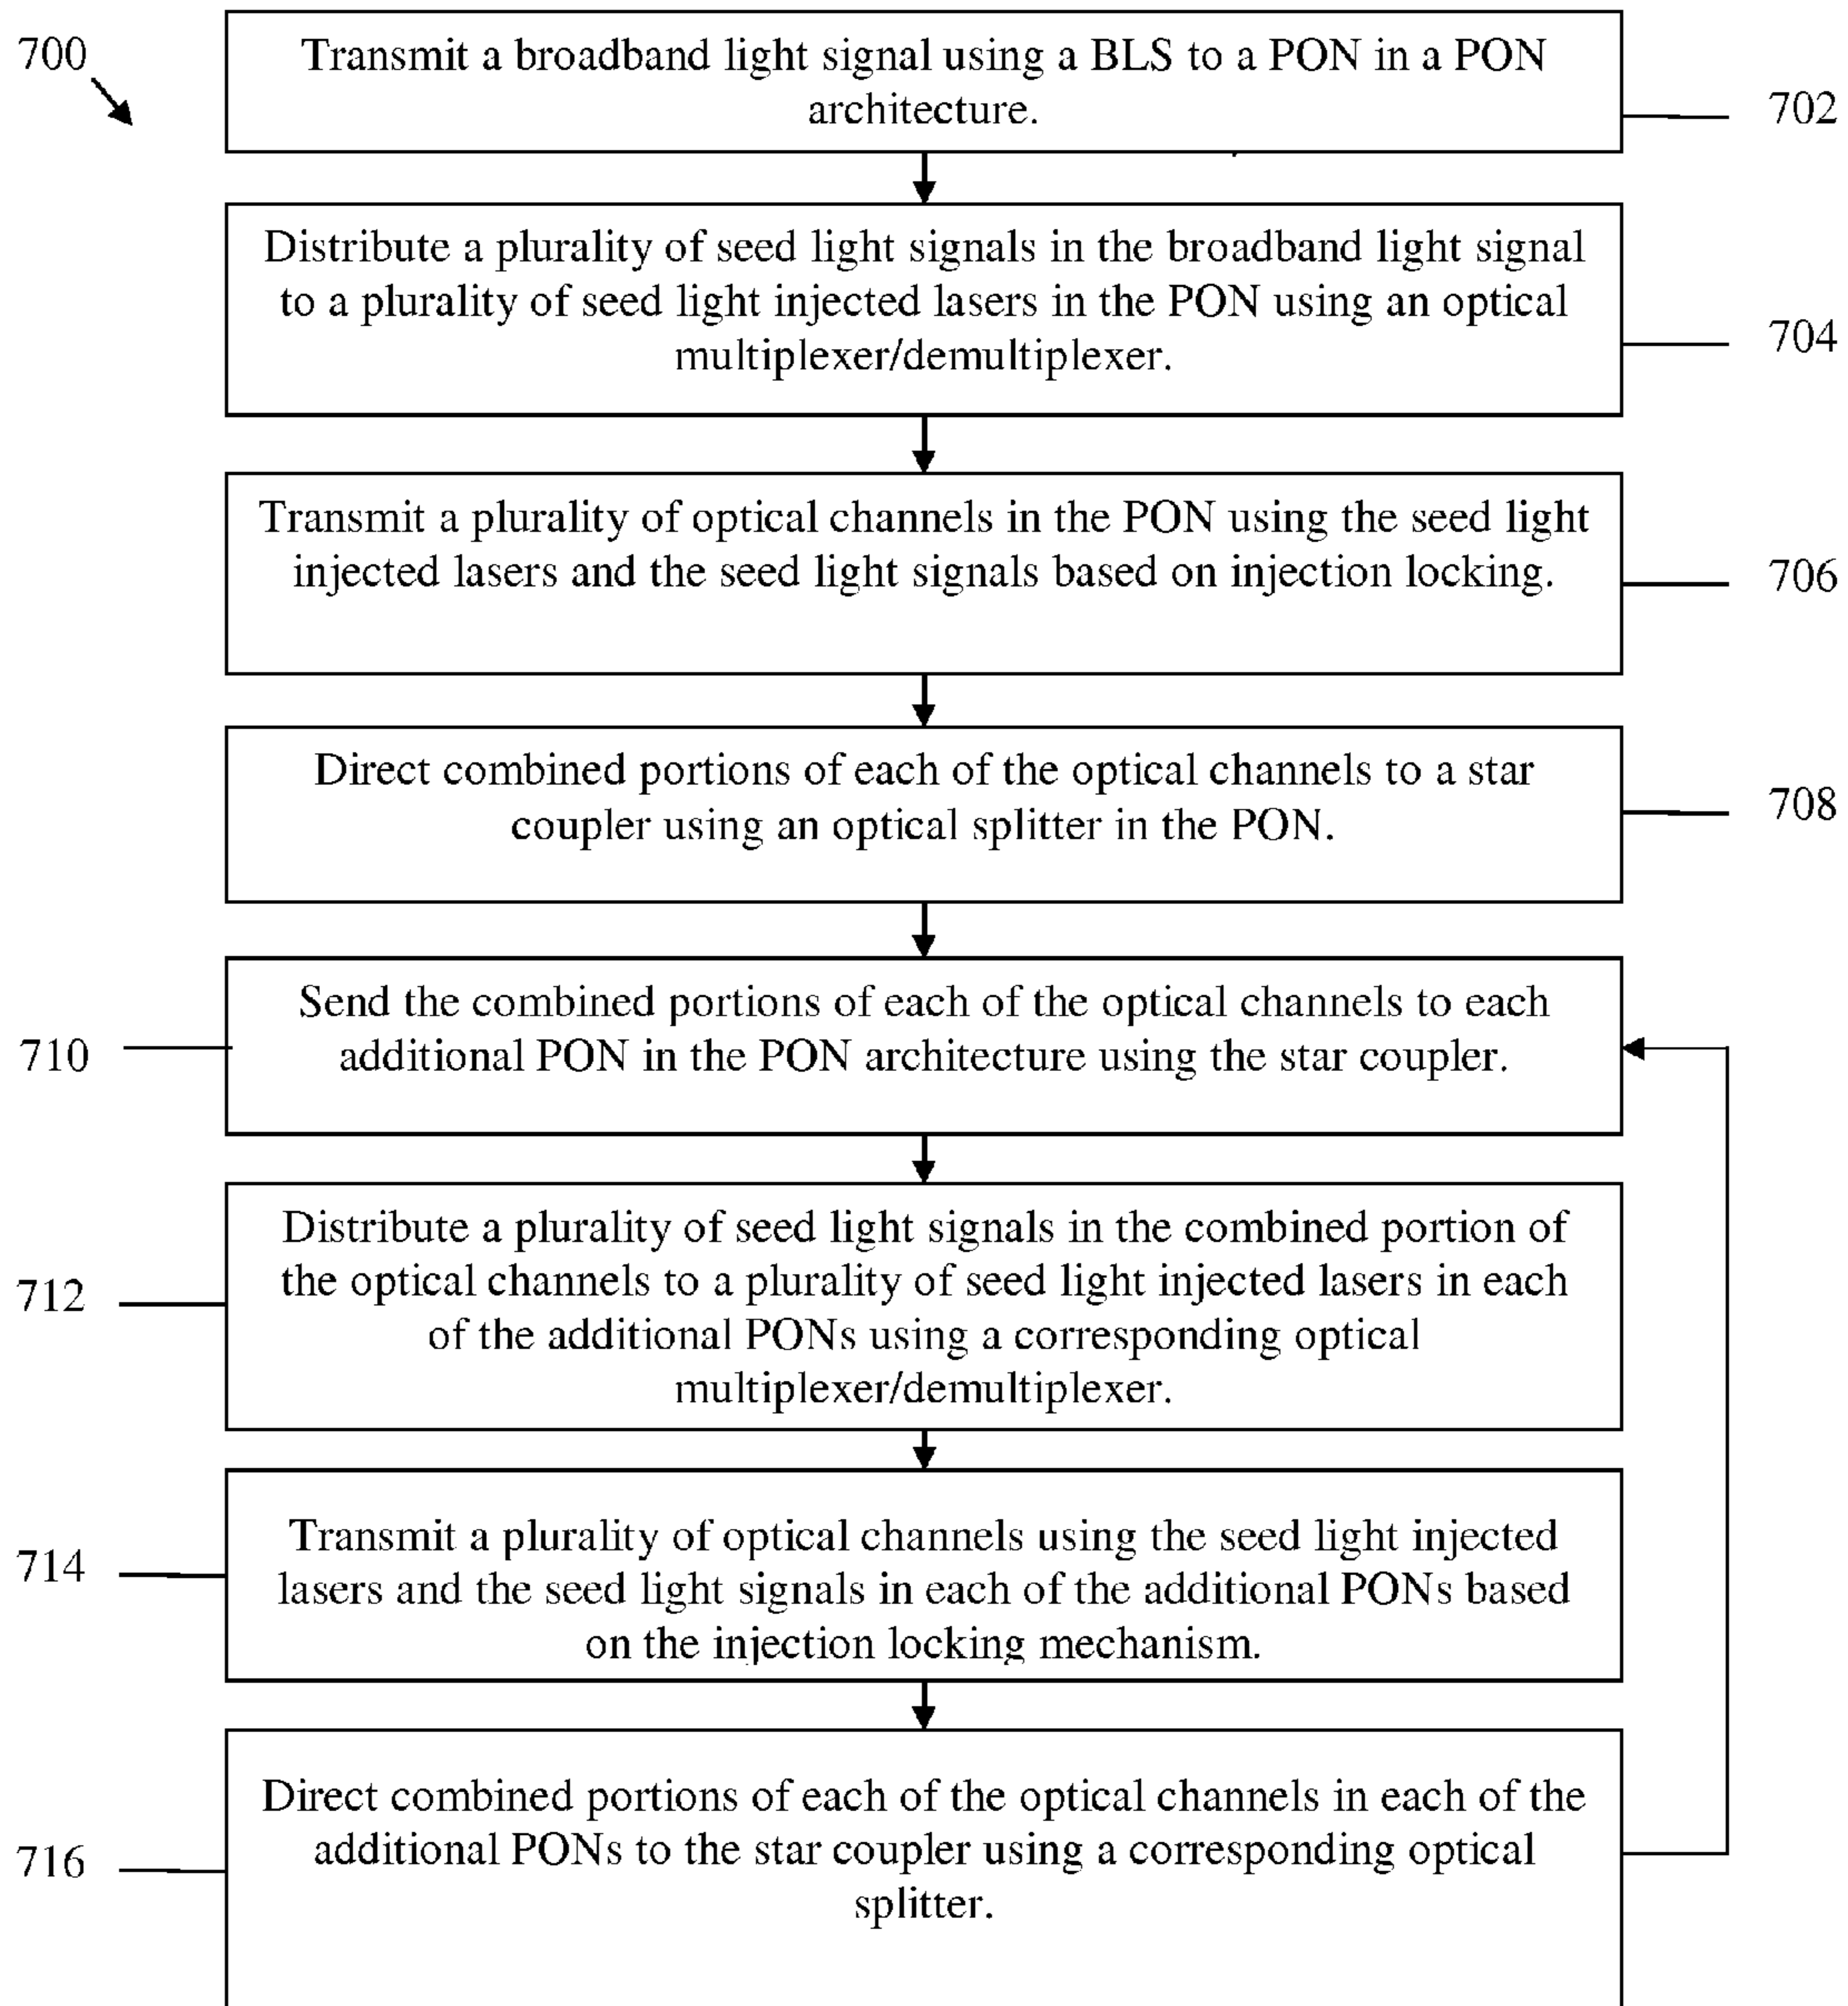 700
Transmit a broadband light signal using a BLS to a PON in a PON
architecture.
702
Distribute a plurality of seed light signals in the broadband light signal
to a plurality of seed light injected lasers in the PON using an optical
multiplexer/demultiplexer.
704
Transmit a plurality of optical channels in the PON using the seed light
injected lasers and the seed light signals based on injection locking.
706
Direct combined portions of each of the optical channels to a star
coupler using an optical splitter in the PON.
708
Send the combined portions of each of the optical channels to each
additional PON in the PON architecture using the star coupler.
710
Distribute a plurality of seed light signals in the combined portion of
the optical channels to a plurality of seed light injected lasers in each
of the additional PONs using a corresponding optical
multiplexer/demultiplexer.
712
Transmit a plurality of optical channels using the seed light injected
lasers and the seed light signals in each of the additional PONs based
on the injection locking mechanism.
714
Direct combined portions of each of the optical channels in each of the
additional PONs to the star coupler using a corresponding optical
splitter.
716